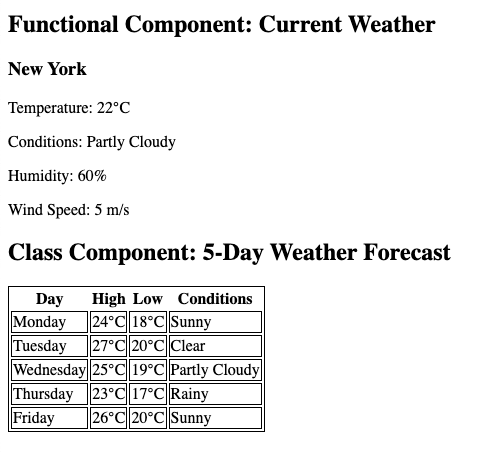 Functional Component: Current Weather
New York
Temperature: 22°C
Conditions: Partly Cloudy
Humidity: 60%
Wind Speed: 5 m/s
Class Component: 5-Day Weather Forecast
Day High Low Conditions
Monday 24°C 18°C Sunny
Tuesday 27°C 20°C Clear
Wednesday 25°C 19°C Partly Cloudy
Thursday 23°C 17°C Rainy
Friday 26°C 20°C Sunny